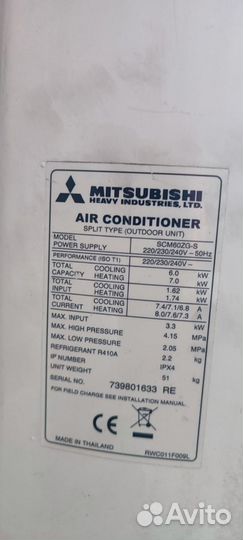 MITSUBISHI
HEAVY INDUSTRIES, LTD.
AIR CONDITIONER
SPLIT TYPE (OUTDOOR UNIT)
MODEL SCM60ZG-S
POWER SUPPLY 220/230/240V ~ 50Hz
PERFORMANCE (ISO T1) 220/230/240V~
TOTAL COOLING 6.0 kW
CAPACITY HEATING 7.0 kW
TOTAL COOLING 1.62 kW
INPUT HEATING 1.74 kW
TOTAL COOLING 7.4/7.1/6.8 A
CURRENT HEATING 8.0/7.6/7.3 A
MAX. INPUT 3.3 kW
MAX. HIGH PRESSURE 4.15 MPa
MAX. LOW PRESSURE 2.05 MPa
REFRIGERANT R410A 2.2 kg
IP NUMBER IPX4
UNIT WEIGHT 51 kg
SERIAL NO. 739801633 RE
FOR FIELD CHARGE SEE INSTALLATION MANUAL.
CE
MADE IN THAILAND RWC011F009L
Avito